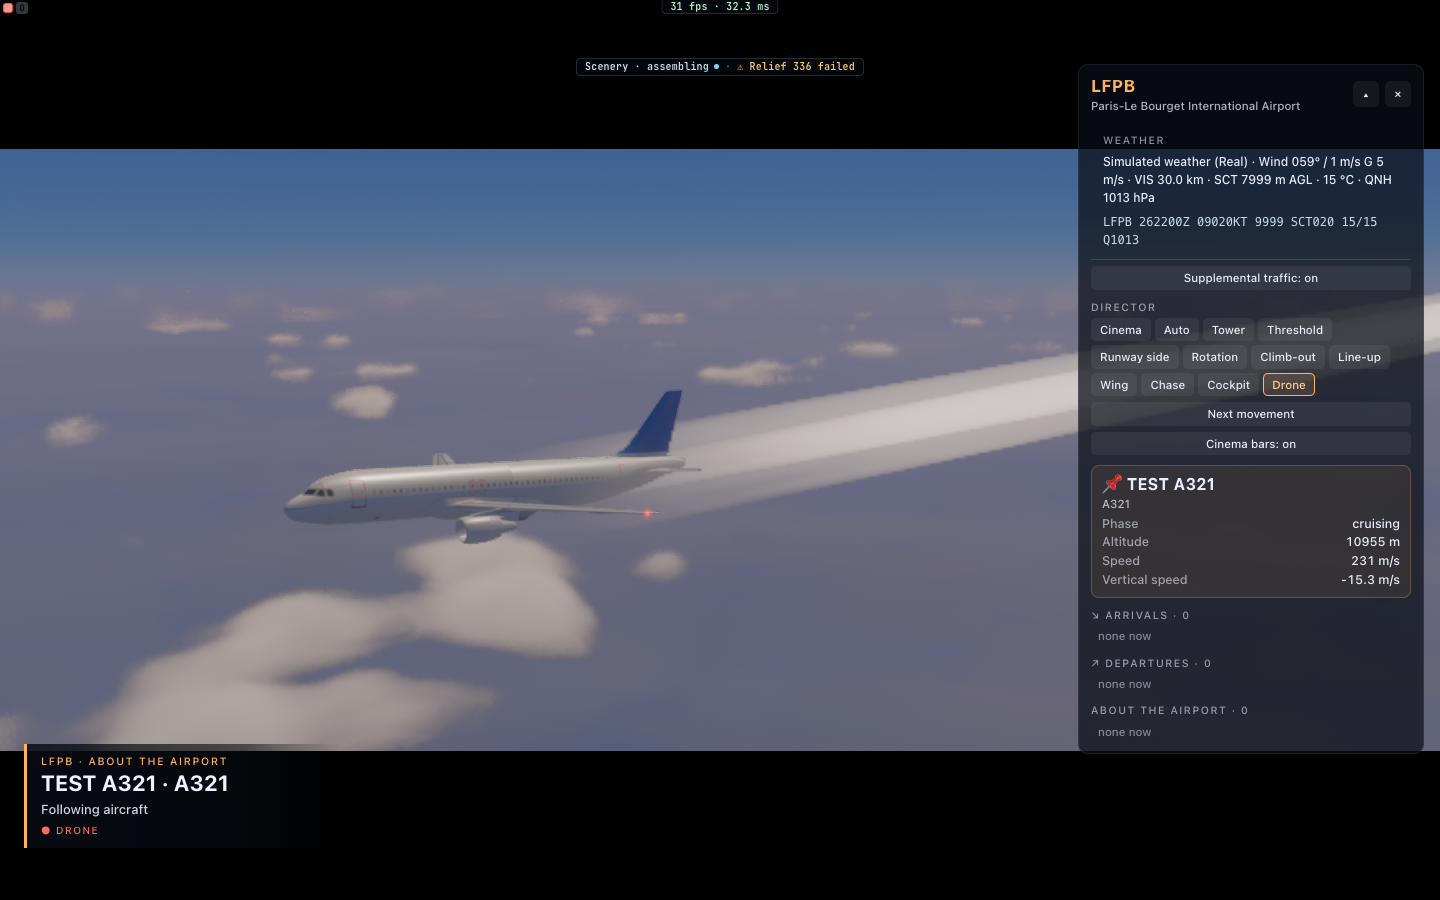 0
31 fps · 32.3 ms
Scenery · assembling ● · ⚠ Relief 336 failed
LFPB
Paris-Le Bourget International Airport
▲
✕
WEATHER
Simulated weather (Real) · Wind 059° / 1 m/s G 5
m/s · VIS 30.0 km · SCT 7999 m AGL · 15 °C · QNH
1013 hPa
LFPB 262200Z 09020KT 9999 SCT020 15/15
Q1013
Supplemental traffic: on
DIRECTOR
Cinema Auto Tower Threshold
Runway side Rotation Climb-out Line-up
Wing Chase Cockpit Drone
Next movement
Cinema bars: on
📌 TEST A321
A321
Phase cruising
Altitude 10955 m
Speed 231 m/s
Vertical speed -15.3 m/s
↘ ARRIVALS · 0
none now
↗ DEPARTURES · 0
none now
ABOUT THE AIRPORT · 0
none now
LFPB · ABOUT THE AIRPORT
TEST A321 · A321
Following aircraft
● DRONE